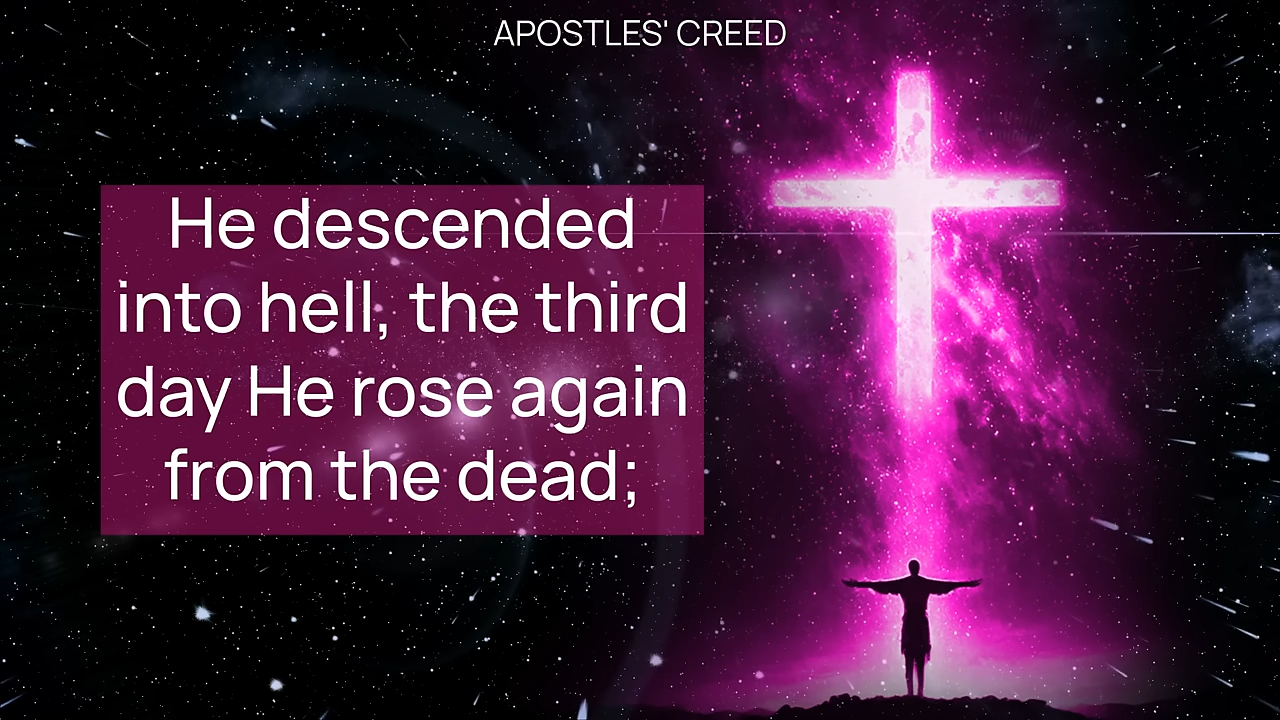 APOSTLES' CREED
He descended
into hell, the third
day He rose again
from the dead;